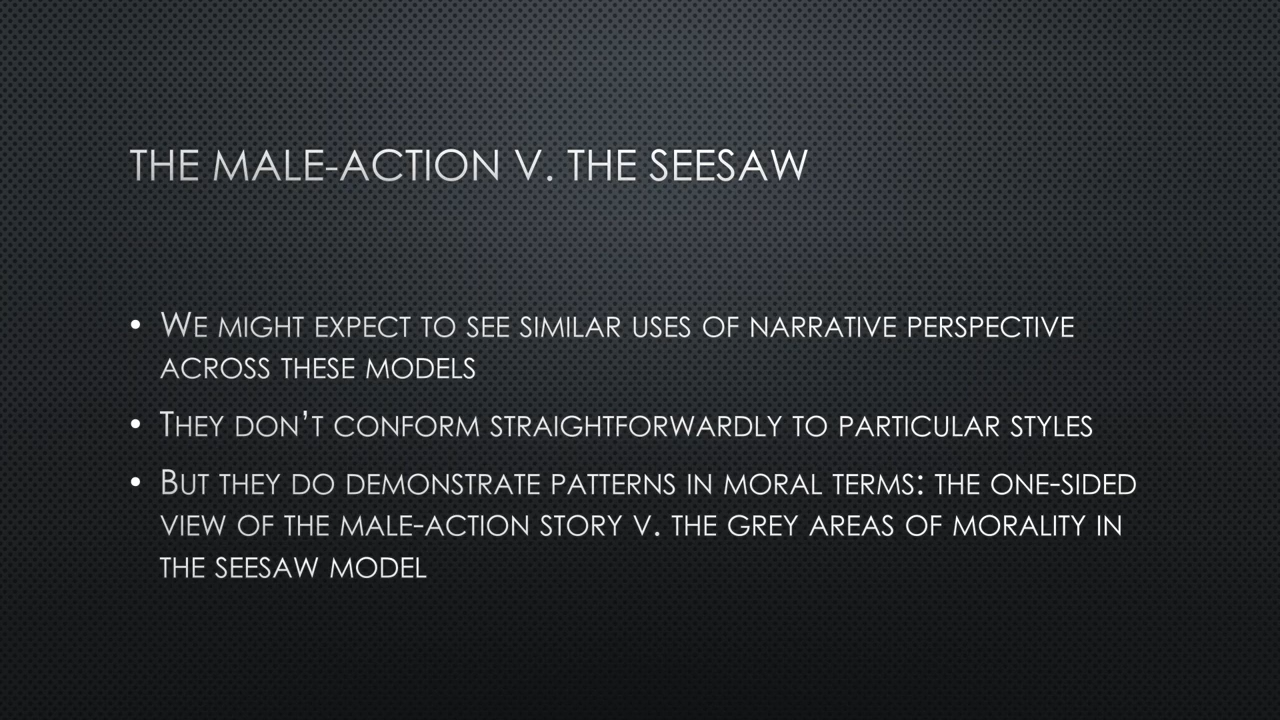 THE MALE-ACTION V. THE SEESAW
• WE MIGHT EXPECT TO SEE SIMILAR USES OF NARRATIVE PERSPECTIVE
ACROSS THESE MODELS
• THEY DON’T CONFORM STRAIGHTFORWARDLY TO PARTICULAR STYLES
• BUT THEY DO DEMONSTRATE PATTERNS IN MORAL TERMS: THE ONE-SIDED
VIEW OF THE MALE-ACTION STORY V. THE GREY AREAS OF MORALITY IN
THE SEESAW MODEL